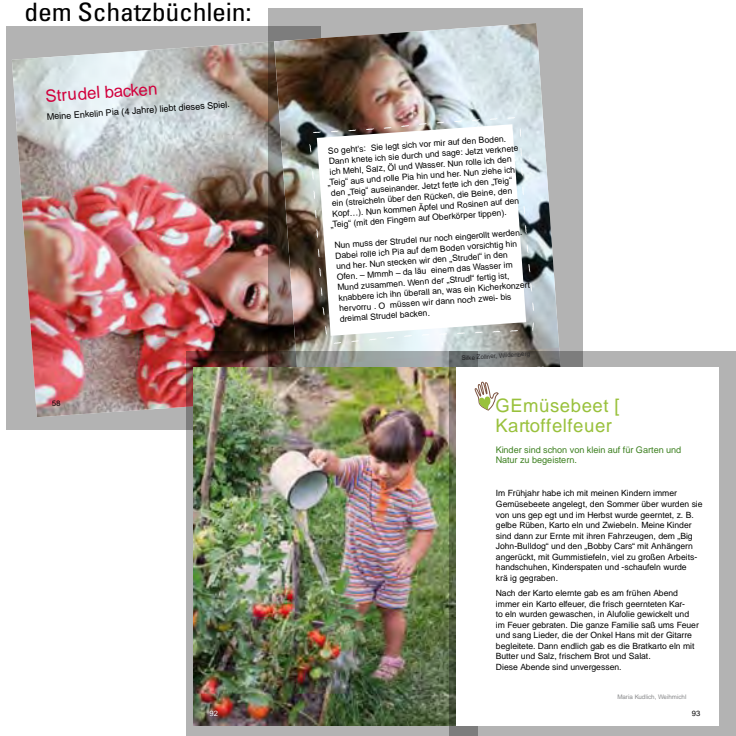 dem Schatzbüchlein:
Strudel backen
Meine Enkelin Pia (4 Jahre) liebt dieses Spiel.
So geht's: Sie legt sich vor mir auf den Boden.
Dann knete ich sie durch und sage: Jetzt verknete
ich Mehl, Salz, Öl und Wasser. Nun rolle ich den
„Teig" aus und rolle Pia hin und her. Nun ziehe ich
den „Teig" auseinander. Jetzt fette ich den „Teig"
ein (streicheln über den Rücken, die Beine, den
Kopf...). Nun kommen Äpfel und Rosinen auf den
„Teig" (mit den Fingern auf Oberkörper tippen).
Nun muss der Strudel nur noch eingerollt werden.
Dabei rolle ich Pia auf dem Boden vorsichtig hin
und her. Nun stecken wir den „Strudel" in den
Ofen. – Mmmh – da läu einem das Wasser im
Mund zusammen. Wenn der „Strudl" fertig ist,
knabbere ich ihn überall an, was ein Kicherkonzert
hervorru . O müssen wir dann noch zwei- bis
dreimal Strudel backen.
58
GEmüsebeet [
Kartoffelfeuer
Kinder sind schon von klein auf für Garten und
Natur zu begeistern.
Im Frühjahr habe ich mit meinen Kindern immer
Gemüsebeete angelegt, den Sommer über wurden sie
von uns gep egt und im Herbst wurde geerntet, z. B.
gelbe Rüben, Karto eln und Zwiebeln. Meine Kinder
sind dann zur Ernte mit ihren Fahrzeugen, dem „Big
John-Bulldog" und den „Bobby Cars" mit Anhängern
angerückt, mit Gummistiefeln, viel zu großen Arbeits-
handschuhen, Kinderspaten und -schaufeln wurde
krä ig gegraben.
Nach der Karto elernte gab es am frühen Abend
immer ein Karto elfeuer, die frisch geernteten Kar-
to eln wurden gewaschen, in Alufolie gewickelt und
im Feuer gebraten. Die ganze Familie saß ums Feuer
und sang Lieder, die der Onkel Hans mit der Gitarre
begleitete. Dann endlich gab es die Bratkarto eln mit
Butter und Salz, frischem Brot und Salat.
Diese Abende sind unvergessen.
Maria Kudlich, Weihmichl
92
93